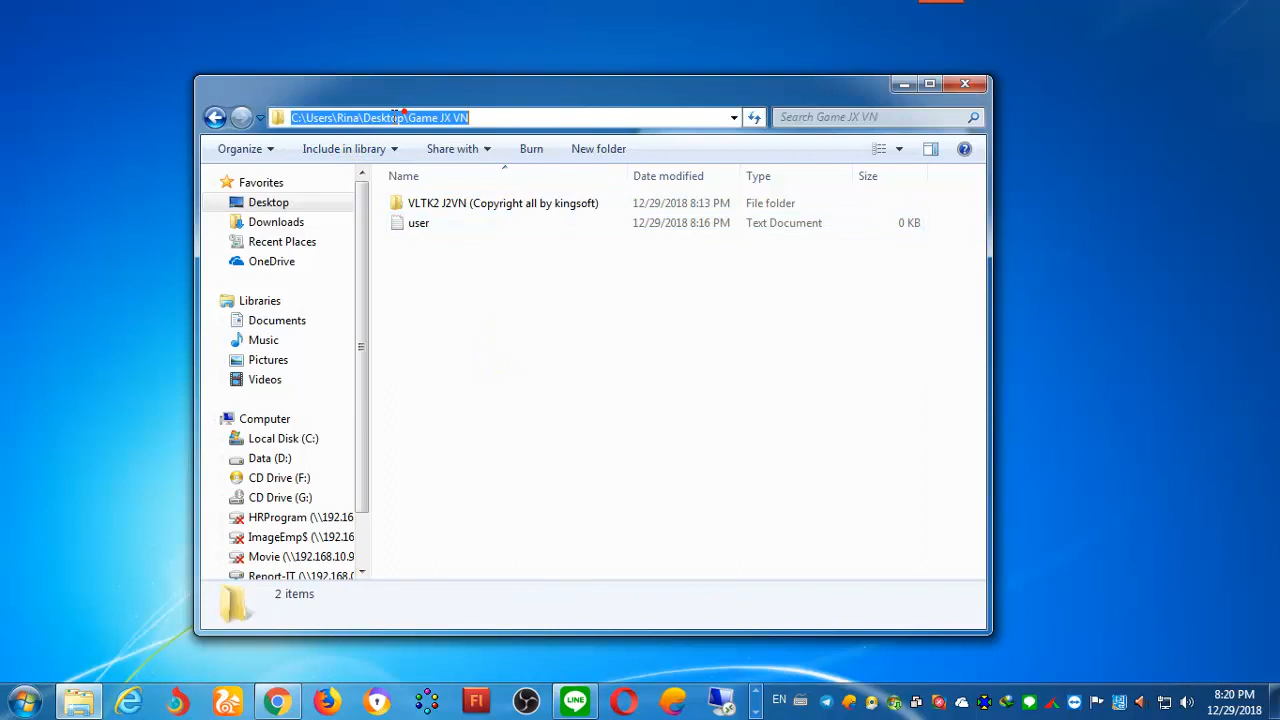 C:\Users\Rina\Desktop\Game JX VN
Search Game JX VN
Organize
Include in library
Share with
Burn
New folder
Name
Date modified
Type
Size
Favorites
Desktop
Downloads
Recent Places
OneDrive
Libraries
Documents
Music
Pictures
Videos
Computer
Local Disk (C:)
Data (D:)
CD Drive (F:)
CD Drive (G:)
HRProgram (\\192.16
ImageEmp$ (\\192.16
Movie (\\192.168.10.9
Report-IT (\\192.168.0
VLTK2 J2VN (Copyright all by kingsoft) 12/29/2018 8:13 PM File folder
user 12/29/2018 8:16 PM Text Document 0 KB
2 items
EN
8:20 PM
12/29/2018